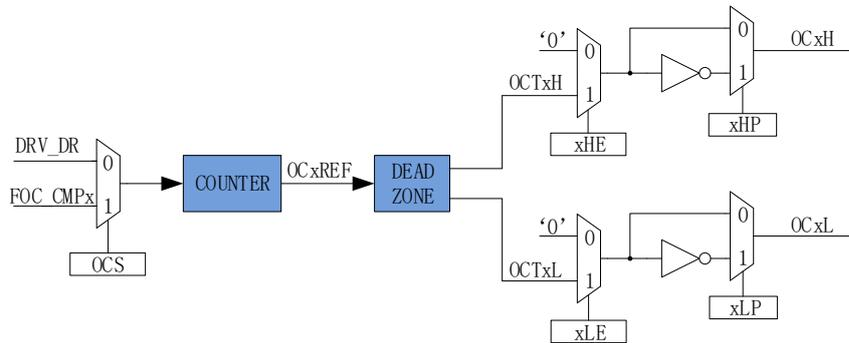 ‘0’
0
OCTxH
1
xHE
0
1
xHP
OCxH
DRV_DR
FOC_CMPx
0
1
OCS
COUNTER
OCxREF
DEAD
ZONE
‘0’
0
OCTxL
1
xLE
0
1
xLP
OCxL